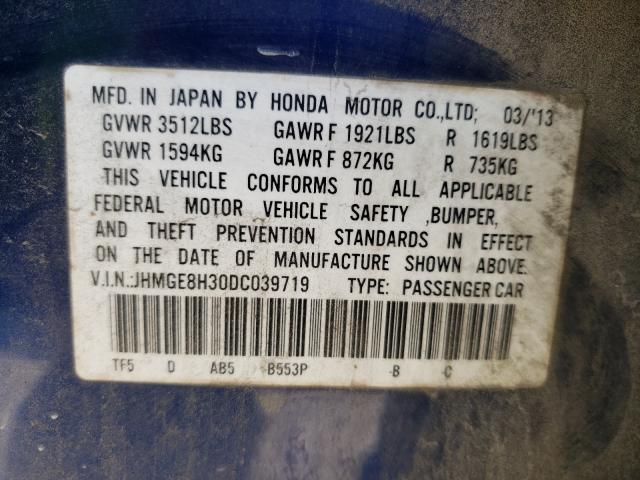 MFD. IN JAPAN BY HONDA MOTOR CO.,LTD; 03/'13
GVWR 3512LBS GAWR F 1921LBS R 1619LBS
GVWR 1594KG GAWR F 872KG R 735KG
THIS VEHICLE CONFORMS TO ALL APPLICABLE
FEDERAL MOTOR VEHICLE SAFETY ,BUMPER,
AND THEFT PREVENTION STANDARDS IN EFFECT
ON THE DATE OF MANUFACTURE SHOWN ABOVE.
V.I.N.:JHMGE8H30DC039719 TYPE: PASSENGER CAR
TF5 D AB5 B553P -B C